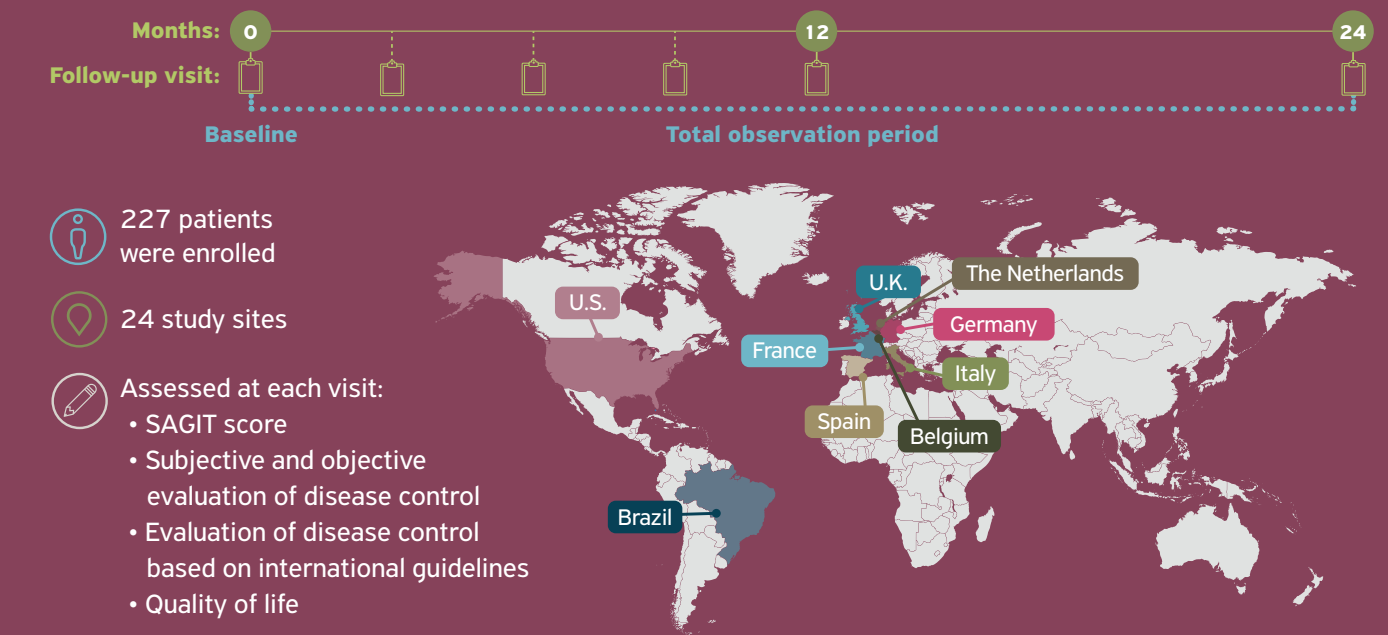 Months: 0 12 24
Follow-up visit:
Baseline Total observation period
227 patients
were enrolled
24 study sites
Assessed at each visit:
• SAGIT score
• Subjective and objective
evaluation of disease control
• Evaluation of disease control
based on international guidelines
• Quality of life
U.S.
U.K.
The Netherlands
France
Germany
Italy
Spain
Belgium
Brazil